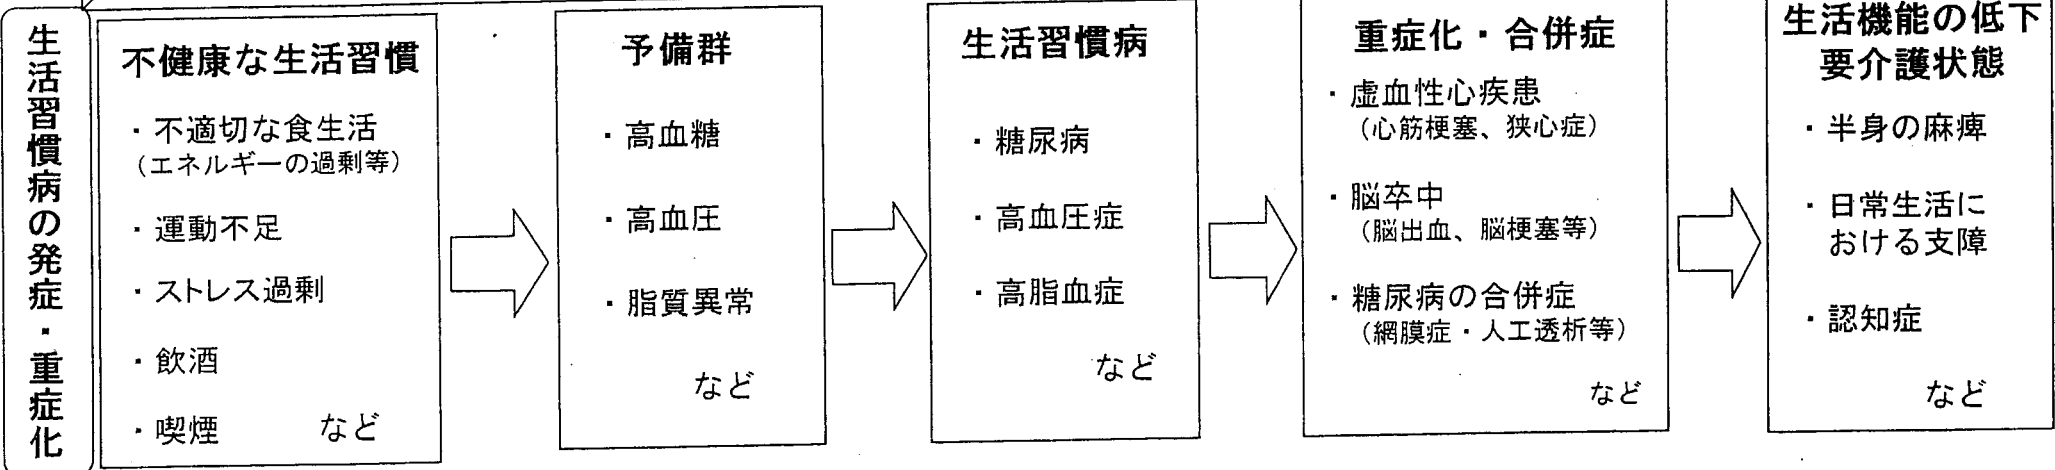 生活習慣病の発症・重症化
不健康な生活習慣
・不適切な食生活
（エネルギーの過剰等）
・運動不足
・ストレス過剰
・飲酒
・喫煙
など
予備群
・高血糖
・高血圧
・脂質異常
など
生活習慣病
・糖尿病
・高血圧症
・高脂血症
など
重症化・合併症
・虚血性心疾患
（心筋梗塞、狭心症）
・脳卒中
（脳出血、脳梗塞等）
・糖尿病の合併症
（網膜症・人工透析等）
など
生活機能の低下
要介護状態
・半身の麻痺
・日常生活に
おける支障
・認知症
など